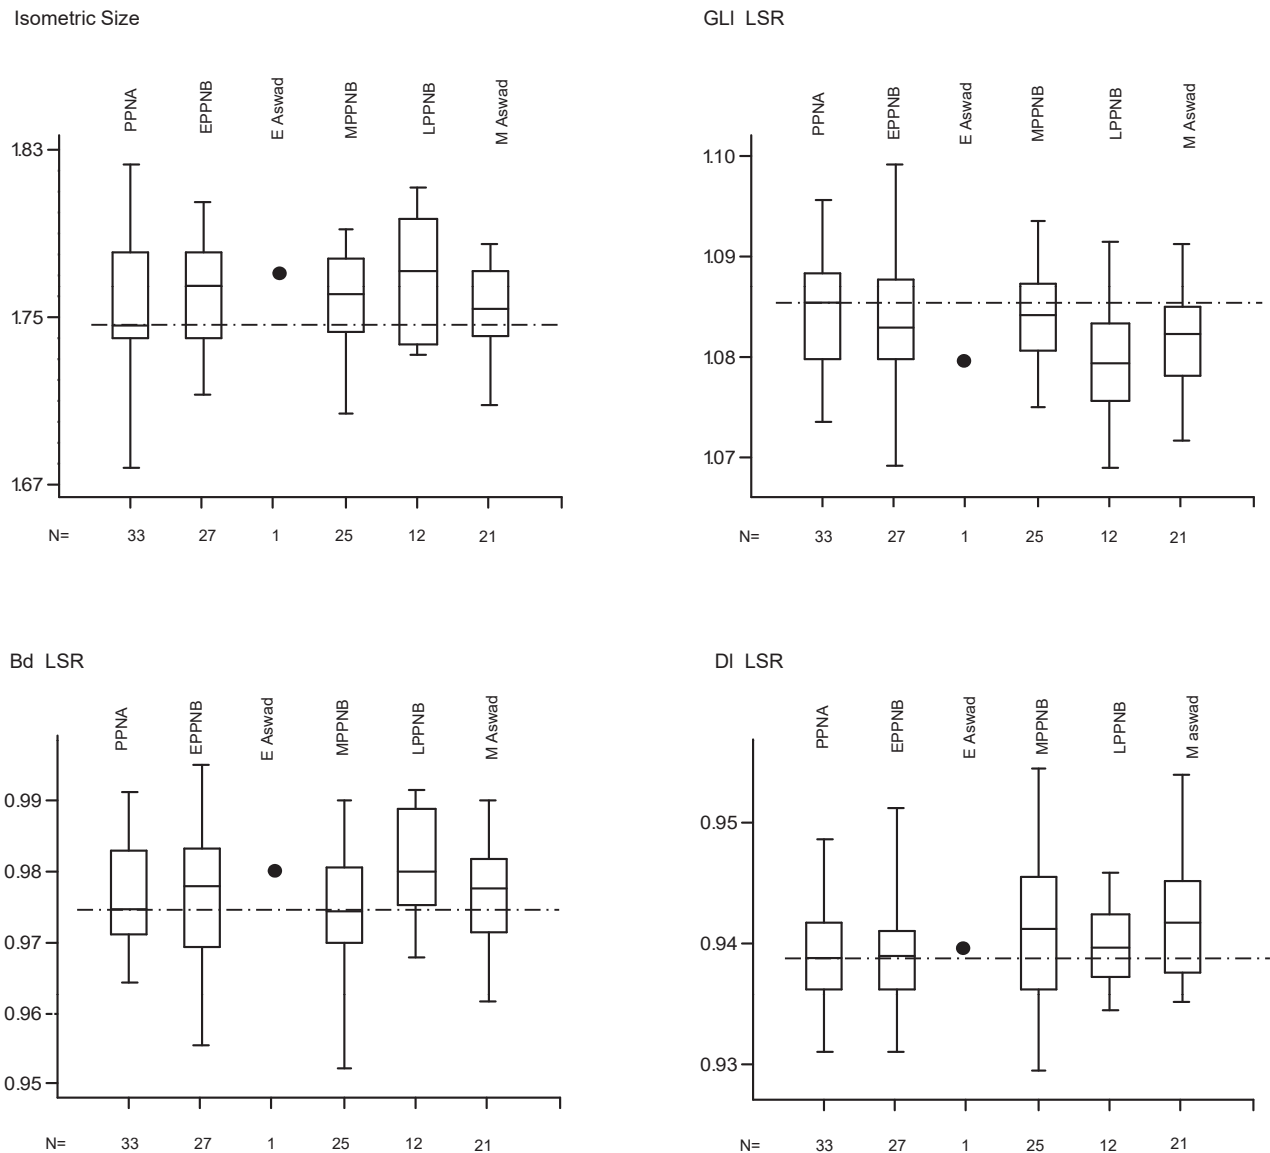 Isometric Size
PPNA
EPPNB
E Aswad
MPPNB
LPPNB
M Aswad
1.83
1.75
1.67
N= 33 27 1 25 12 21
GLI LSR
PPNA
EPPNB
E Aswad
MPPNB
LPPNB
M Aswad
1.10
1.09
1.08
1.07
N= 33 27 1 25 12 21
Bd LSR
PPNA
EPPNB
E Aswad
MPPNB
LPPNB
M Aswad
0.99
0.98
0.97
0.96
0.95
N= 33 27 1 25 12 21
DI LSR
PPNA
EPPNB
E Aswad
MPPNB
LPPNB
M aswad
0.95
0.94
0.93
N= 33 27 1 25 12 21